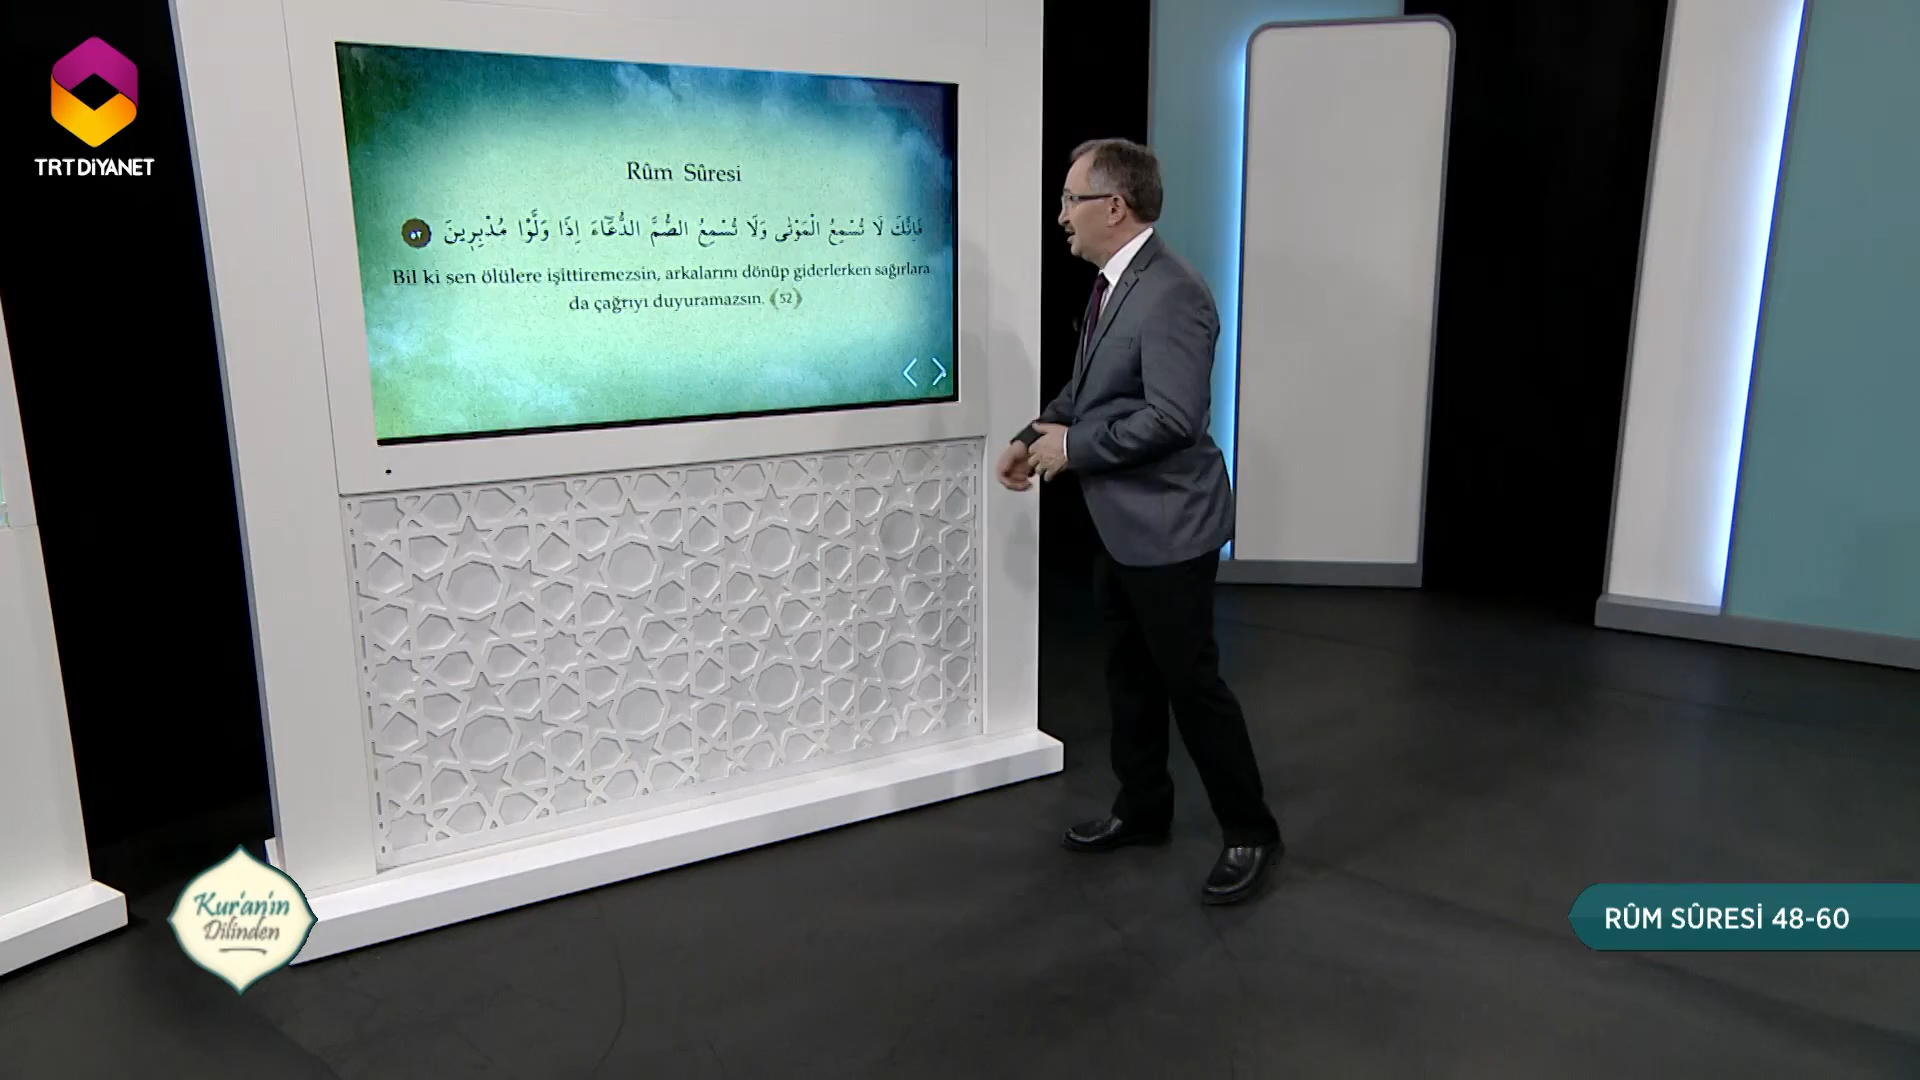 TRT DİYANET
Rûm Sûresi
فَاِنَّكَ لَا تُسْمِعُ الْمَوْتٰى وَلَا تُسْمِعُ الصُّمَّ الدُّعَٓاءَ اِذَا وَلَّوْا مُدْبِر۪ينَ ٥٢
Bil ki sen ölülere işittiremezsin, arkalarını dönüp giderlerken sağırlara
da çağrıyı duyuramazsın. ﴾52﴿
Kur'an'ın
Dilinden
RÛM SÛRESİ 48-60